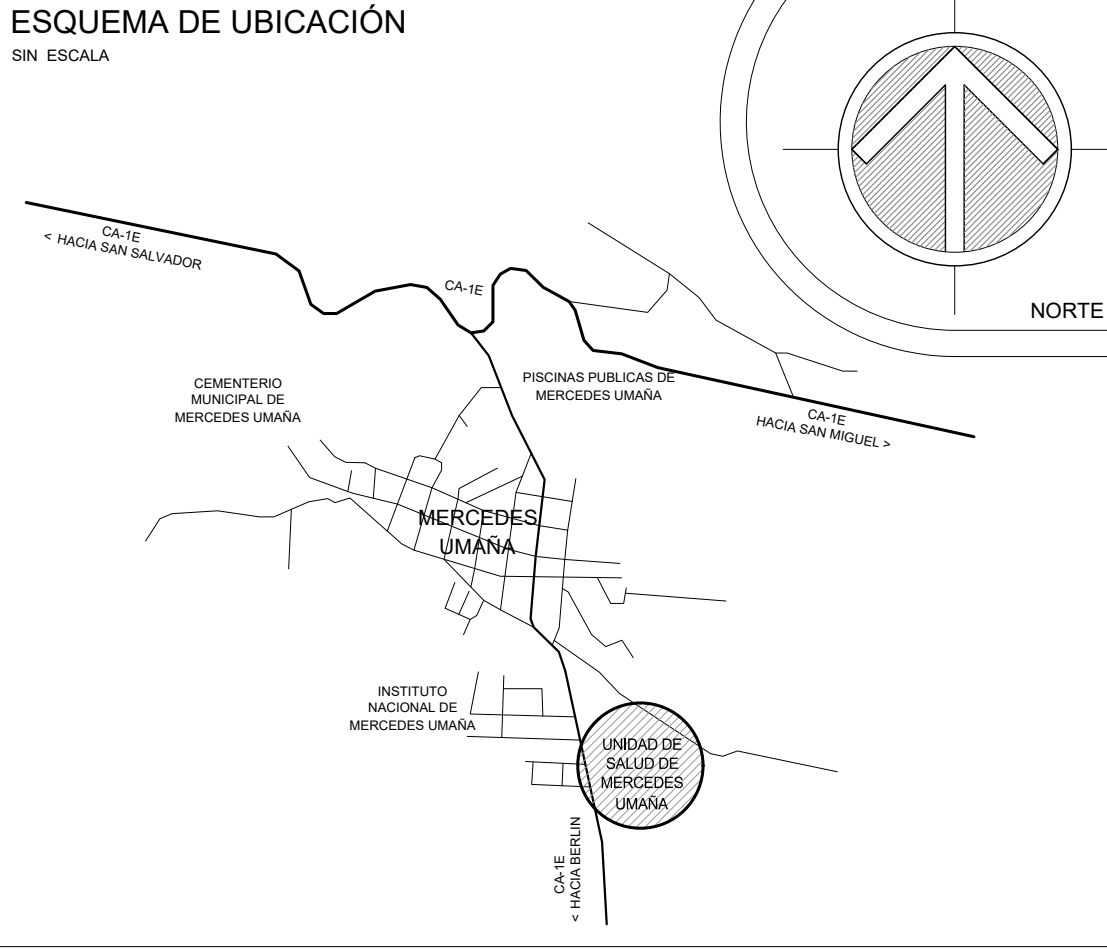 ESQUEMA DE UBICACIÓN
SIN ESCALA
NORTE
CA-1E
< HACIA SAN SALVADOR
CA-1E
PISCINAS PUBLICAS DE
MERCEDES UMAÑA
CA-1E
HACIA SAN MIGUEL >
CEMENTERIO
MUNICIPAL DE
MERCEDES UMAÑA
MERCEDES
UMAÑA
INSTITUTO
NACIONAL DE
MERCEDES UMAÑA
UNIDAD DE
SALUD DE
MERCEDES
UMAÑA
CA-1E
< HACIA BERLIN